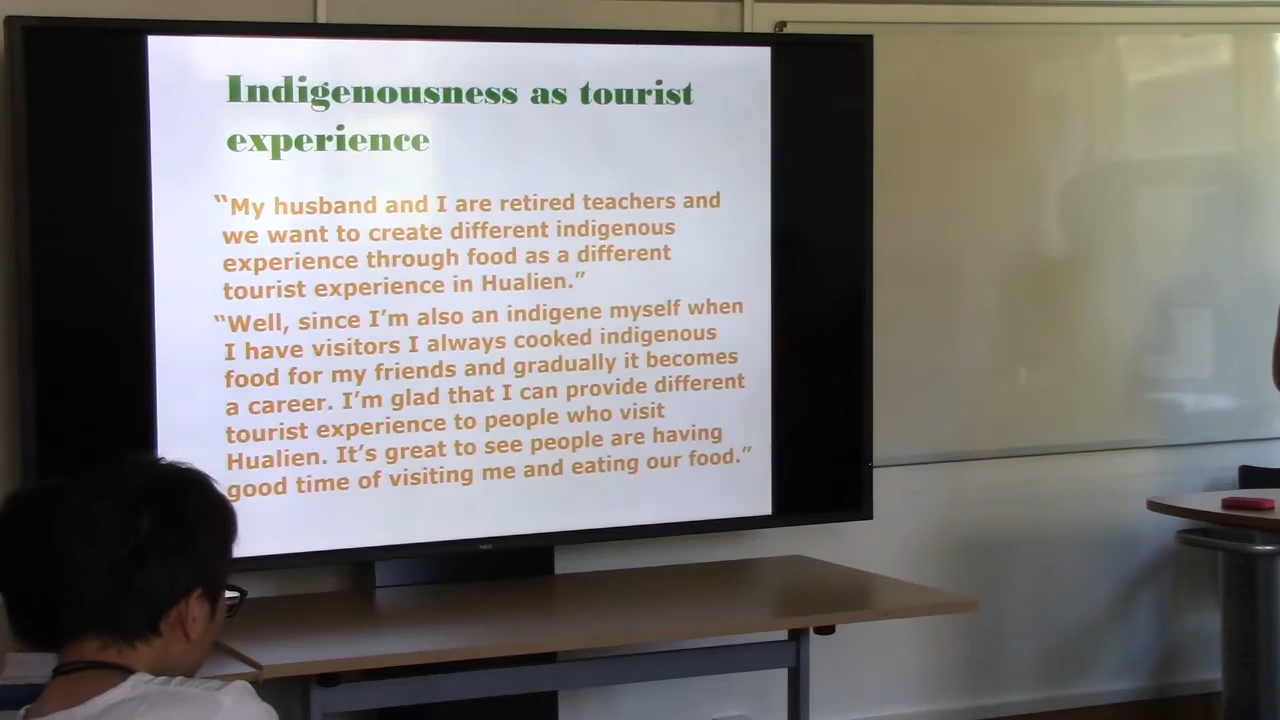 Indigenousness as tourist
experience
“My husband and I are retired teachers and
we want to create different indigenous
experience through food as a different
tourist experience in Hualien.”
“Well, since I’m also an indigene myself when
I have visitors I always cooked indigenous
food for my friends and gradually it becomes
a career. I’m glad that I can provide different
tourist experience to people who visit
Hualien. It’s great to see people are having
good time of visiting me and eating our food.”
NEC